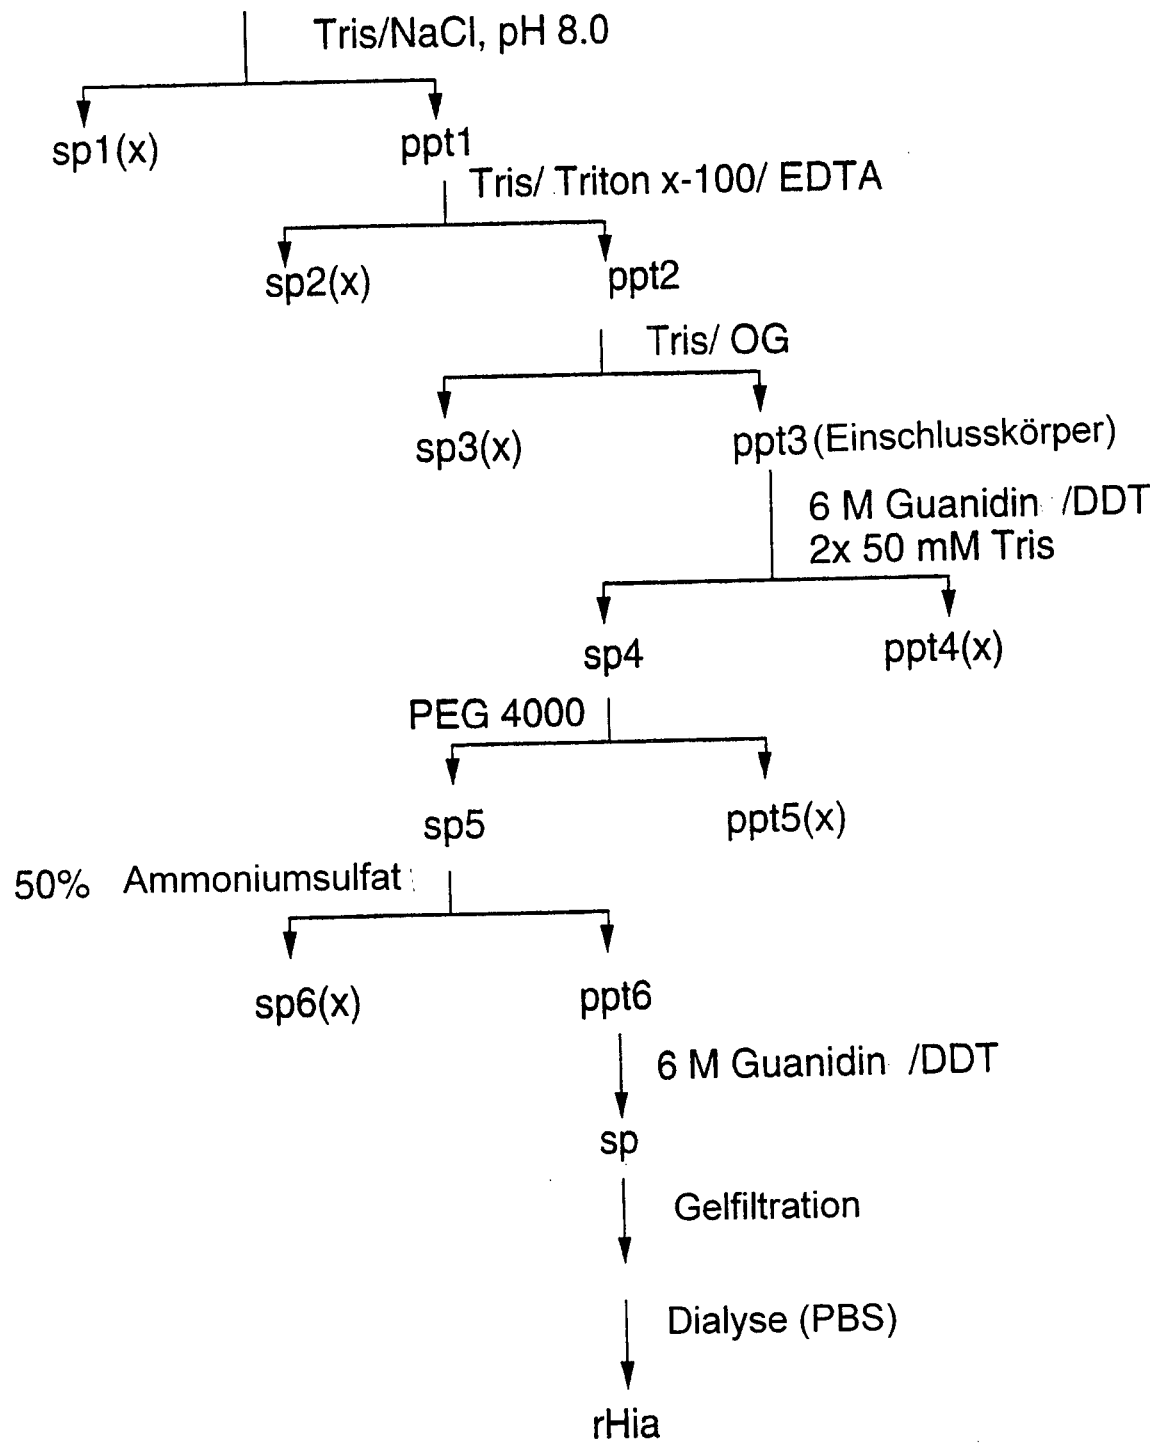 Tris/NaCl, pH 8.0
sp1(x) ppt1
Tris/ Triton x-100/ EDTA
sp2(x) ppt2
Tris/ OG
sp3(x) ppt3 (Einschlusskörper)
6 M Guanidin /DDT
2x 50 mM Tris
sp4 ppt4(x)
PEG 4000
sp5 ppt5(x)
50% Ammoniumsulfat
sp6(x) ppt6
6 M Guanidin /DDT
sp
Gelfiltration
Dialyse (PBS)
rHia